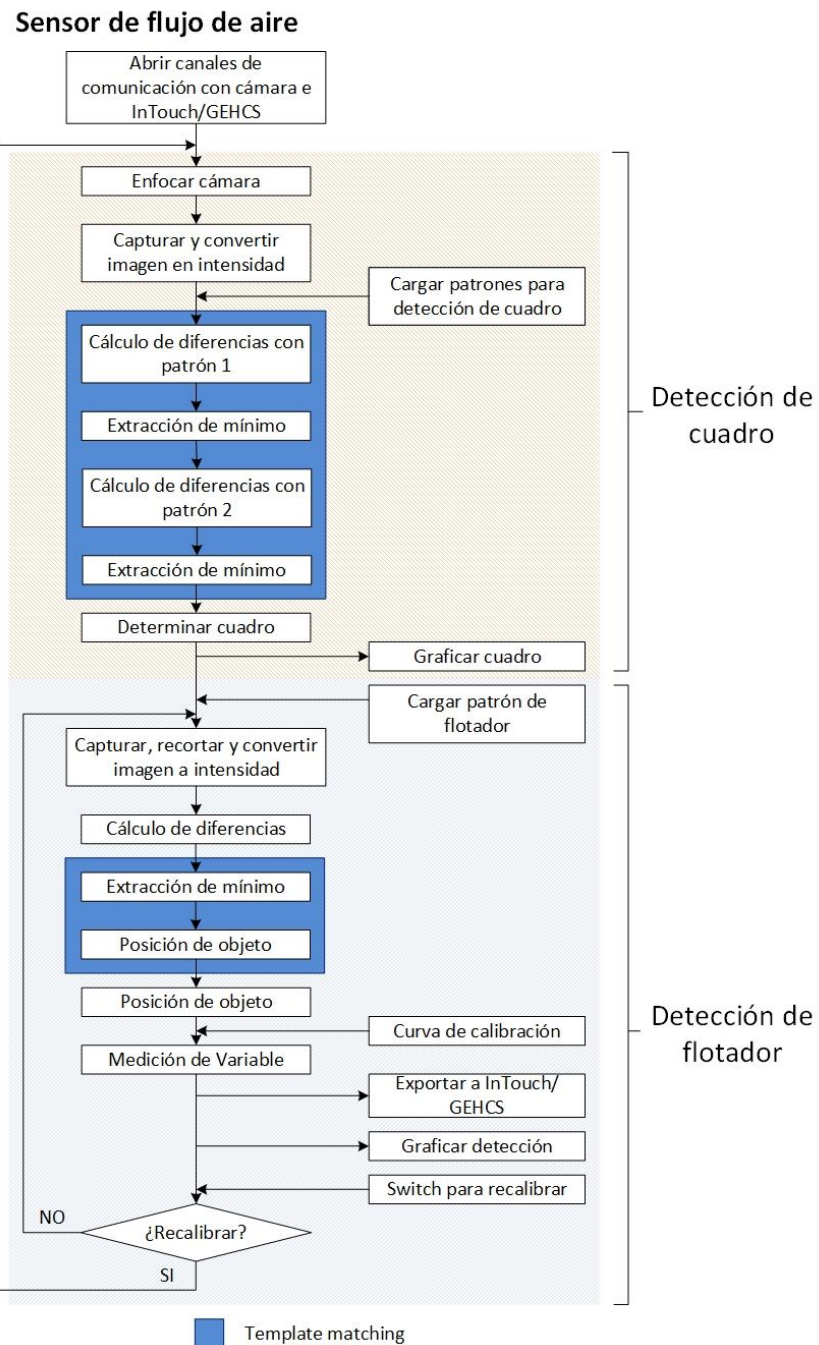 Sensor de flujo de aire
Abrir canales de
comunicación con cámara e
InTouch/GEHCS
Enfocar cámara
Capturar y convertir
imagen en intensidad
Cargar patrones para
detección de cuadro
Cálculo de diferencias con
patrón 1
Extracción de mínimo
Cálculo de diferencias con
patrón 2
Extracción de mínimo
Determinar cuadro
Graficar cuadro
Detección de
cuadro
Cargar patrón de
flotador
Capturar, recortar y convertir
imagen a intensidad
Cálculo de diferencias
Extracción de mínimo
Posición de objeto
Posición de objeto
Curva de calibración
Medición de Variable
Exportar a InTouch/
GEHCS
Graficar detección
Switch para recalibrar
¿Recalibrar?
NO
SI
Detección de
flotador
Template matching